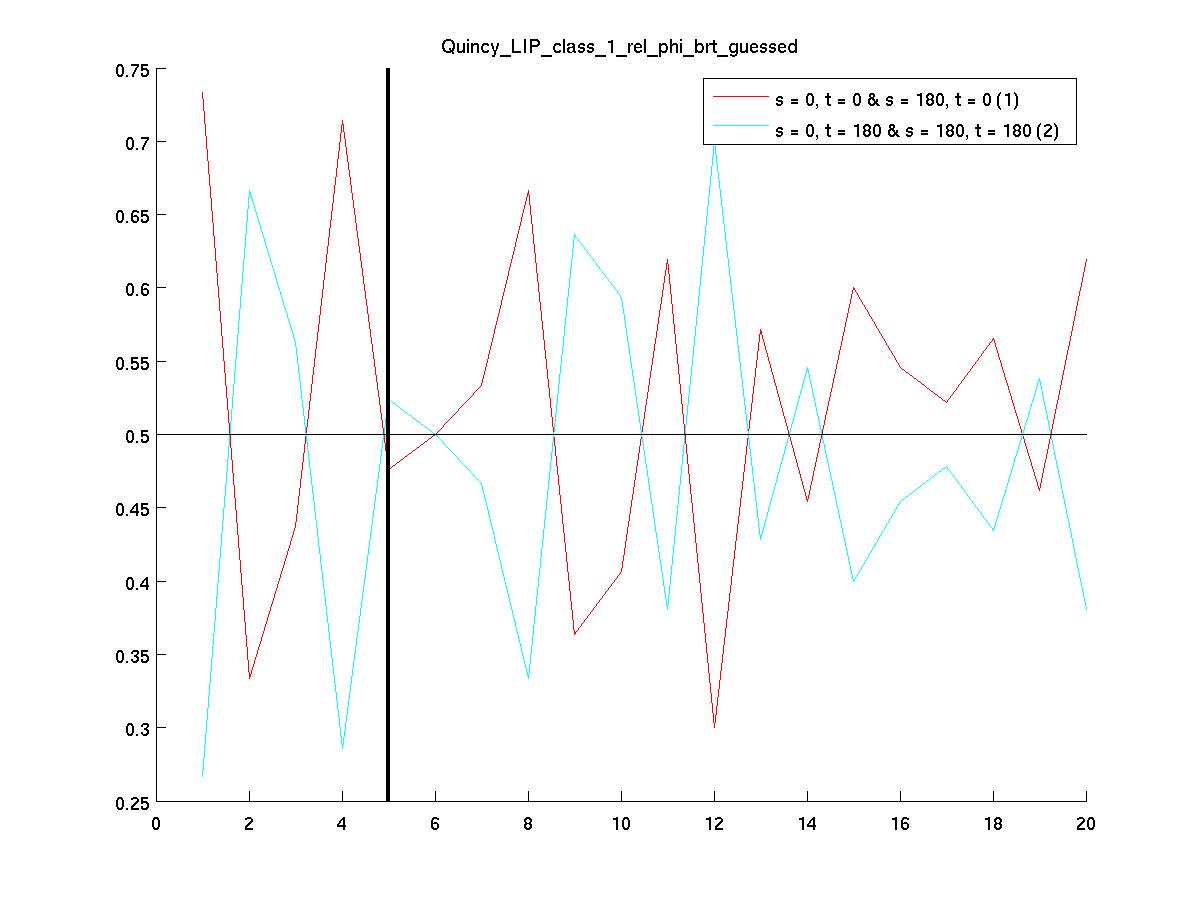 Quincy_LIP_class_1_rel_phi_brt_guessed
s = 0, t = 0 & s = 180, t = 0 (1)
s = 0, t = 180 & s = 180, t = 180 (2)
0.75
0.7
0.65
0.6
0.55
0.5
0.45
0.4
0.35
0.3
0.25
0 2 4 6 8 10 12 14 16 18 20